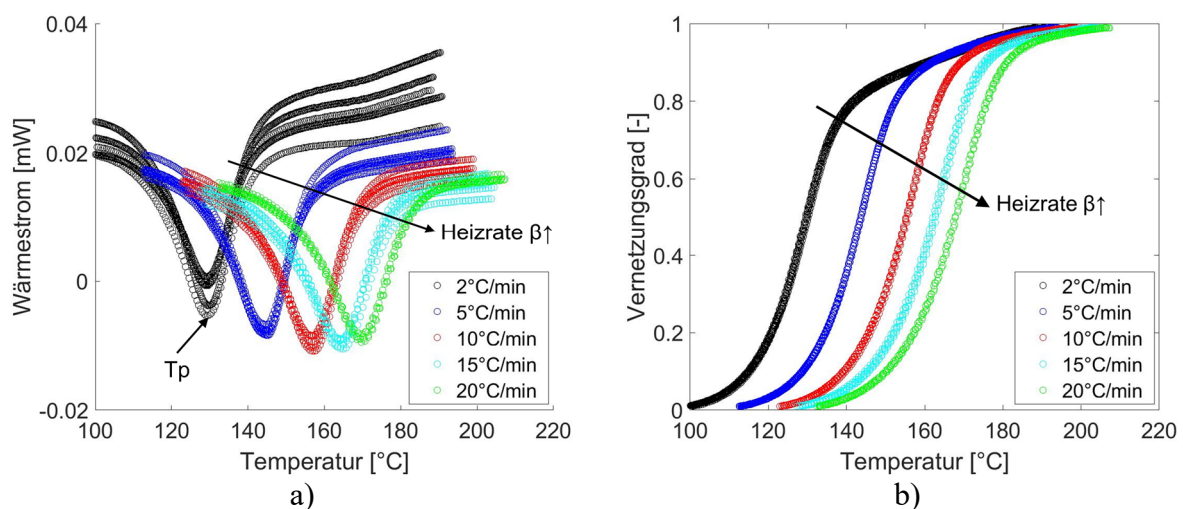 0.04
0.02
0
-0.02
Wärmestrom [mW]
100 120 140 160 180 200 220
Temperatur [°C]
Tp
Heizrate β↑
2°C/min
5°C/min
10°C/min
15°C/min
20°C/min
a)
1
0.8
0.6
0.4
0.2
0
Vernetzungsgrad [-]
100 120 140 160 180 200 220
Temperatur [°C]
Heizrate β↑
2°C/min
5°C/min
10°C/min
15°C/min
20°C/min
b)